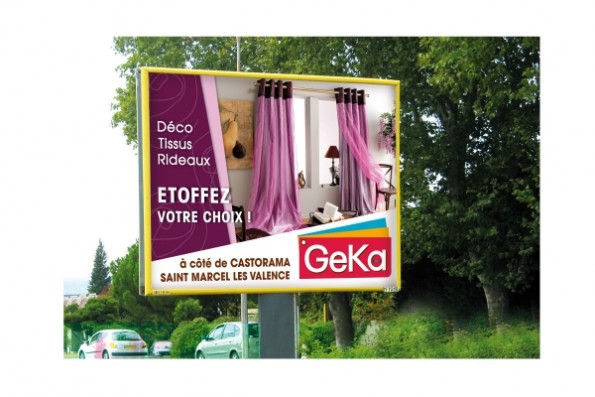 Déco
Tissus
Rideaux
ETOFFEZ
VOTRE CHOIX !
à côté de CASTORAMA
SAINT MARCEL LES VALENCE
GeKa